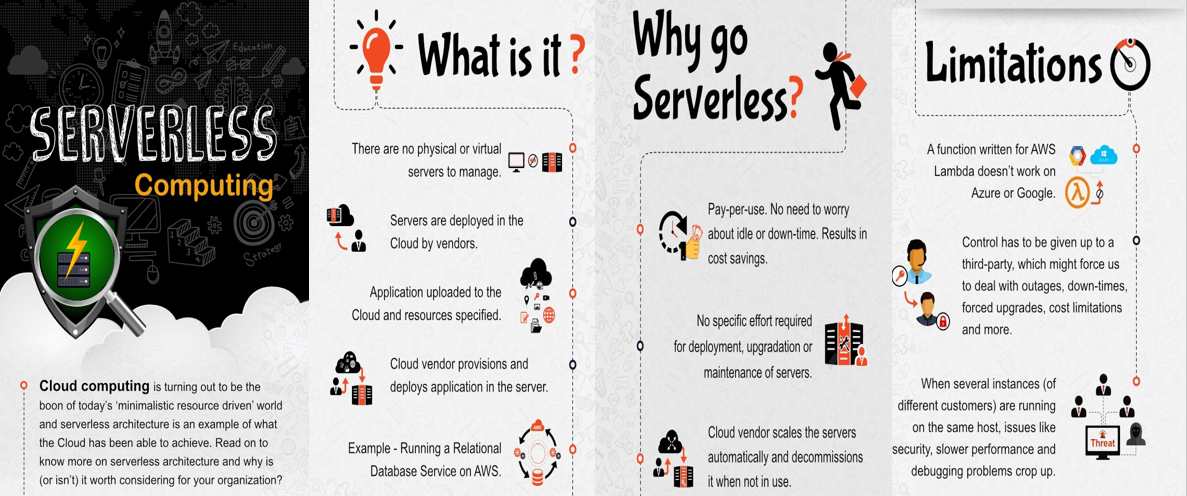 SERVERLESS
Computing
Education
Strategy
Cloud computing is turning out to be the
boon of today's 'minimalistic resource driven' world
and serverless architecture is an example of what
the Cloud has been able to achieve. Read on to
know more on serverless architecture and why is
(or isn't) it worth considering for your organization?
What is it ?
There are no physical or virtual
servers to manage.
Servers are deployed in the
Cloud by vendors.
Application uploaded to the
Cloud and resources specified.
Cloud vendor provisions and
deploys application in the server.
Example - Running a Relational
Database Service on AWS.
AWS
Why go
Serverless?
Pay-per-use. No need to worry
about idle or down-time. Results in
cost savings.
No specific effort required
for deployment, upgradation or
maintenance of servers.
Cloud vendor scales the servers
automatically and decommissions
it when not in use.
Limitations
A function written for AWS
Lambda doesn't work on
Azure or Google.
Azure
λ
Control has to be given up to a
third-party, which might force us
to deal with outages, down-times,
forced upgrades, cost limitations
and more.
When several instances (of
different customers) are running
on the same host, issues like
security, slower performance and
debugging problems crop up.
Threat